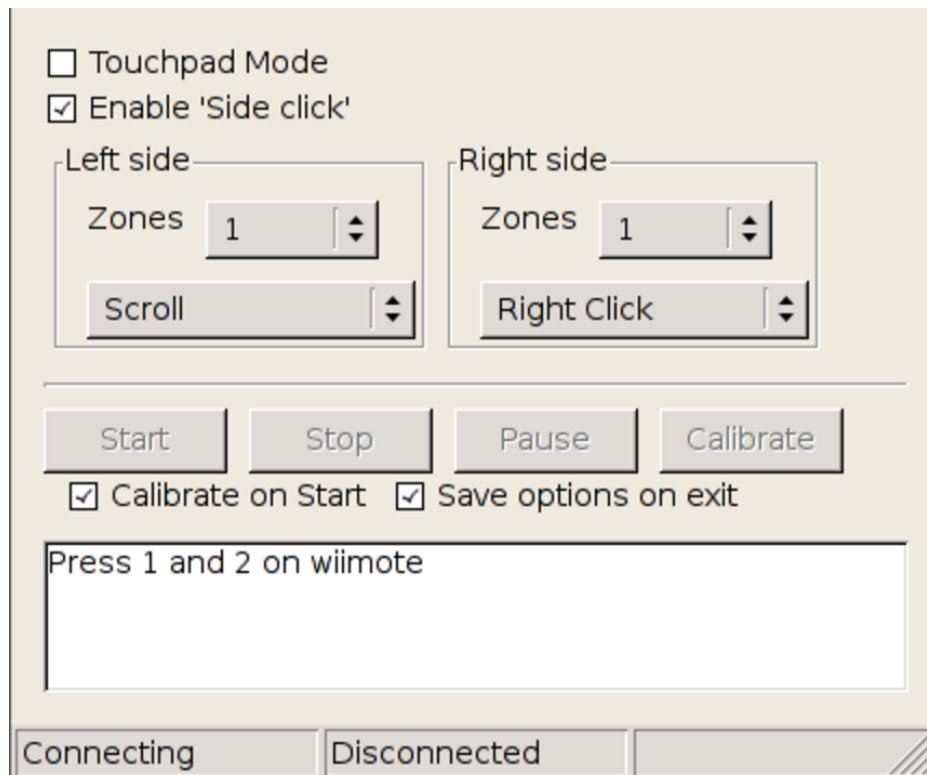 Touchpad Mode
Enable 'Side click'
Left side
Right side
Zones 1
Zones 1
Scroll
Right Click
Start Stop Pause Calibrate
Calibrate on Start Save options on exit
Press 1 and 2 on wiimote
Connecting Disconnected